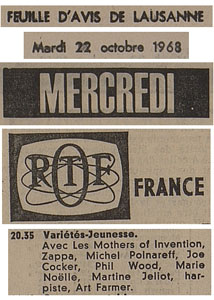 FEUILLE D'AVIS DE LAUSANNE
Mardi 22 octobre 1968
MERCREDI
RTF
FRANCE
20.35 Variétés-Jeunesse.
Avec Les Mothers of Invention,
Zappa, Michel Polnareff, Joe
Cocker, Phil Wood, Marie
Noëlle, Martine Jeliot, har-
piste, Art Farmer.